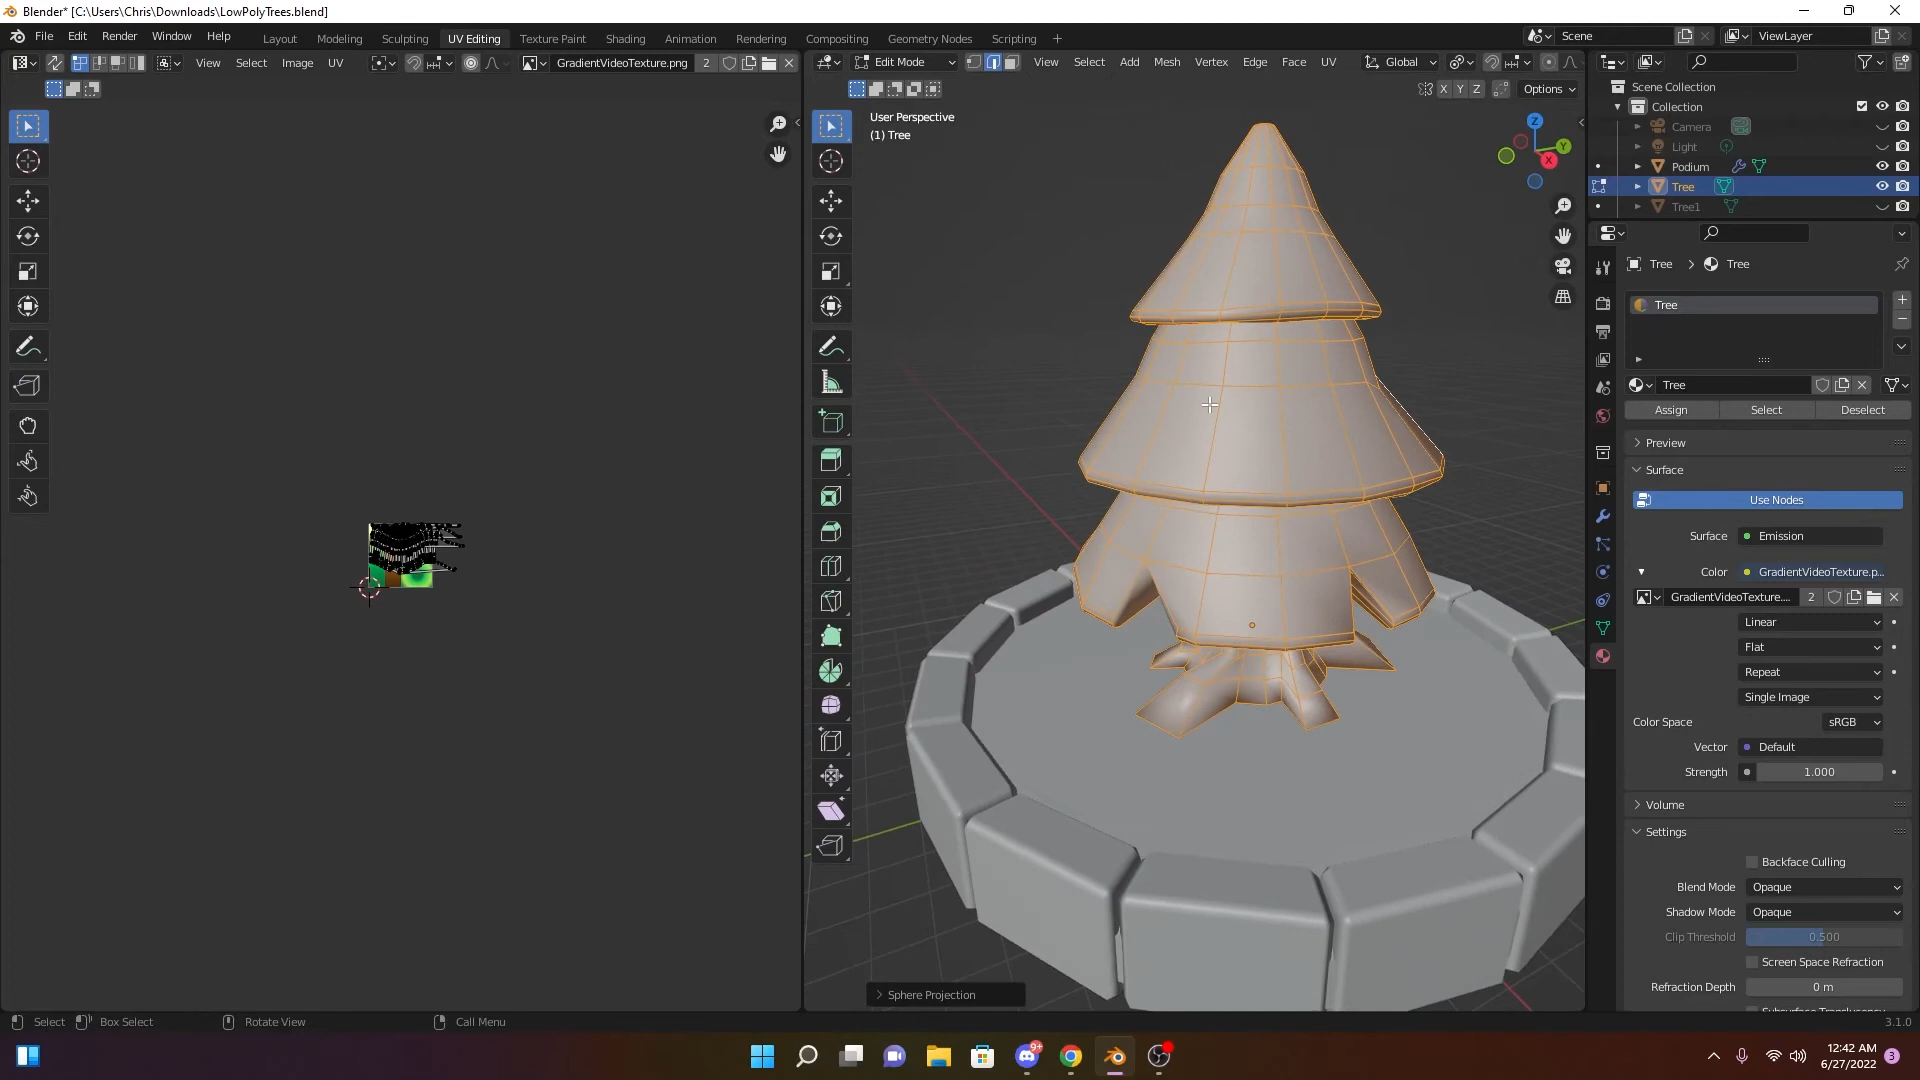 Blender* [C:\Users\Chris\Downloads\LowPolyTrees.blend]
File Edit Render Window Help
Layout Modeling Sculpting UV Editing Texture Paint Shading Animation Rendering Compositing Geometry Nodes Scripting +
Scene
ViewLayer
View Select Image UV
GradientVideoTexture.png 2
Edit Mode
View Select Add Mesh Vertex Edge Face UV
Global
X Y Z
Options
User Perspective
(1) Tree
Z
Y
X
Sphere Projection
Scene Collection
Collection
Camera
Light
Podium
Tree
Tree1
Tree > Tree
Tree
Tree
Assign Select Deselect
Preview
Surface
Use Nodes
Surface Emission
Color GradientVideoTexture.p...
GradientVideoTexture.... 2
Linear
Flat
Repeat
Single Image
Color Space sRGB
Vector Default
Strength 1.000
Volume
Settings
Backface Culling
Blend Mode Opaque
Shadow Mode Opaque
Clip Threshold 0.500
Screen Space Refraction
Refraction Depth 0 m
Subsurface Translucency
Select Box Select Rotate View Call Menu
3.1.0
9+
12:42 AM
6/27/2022
3